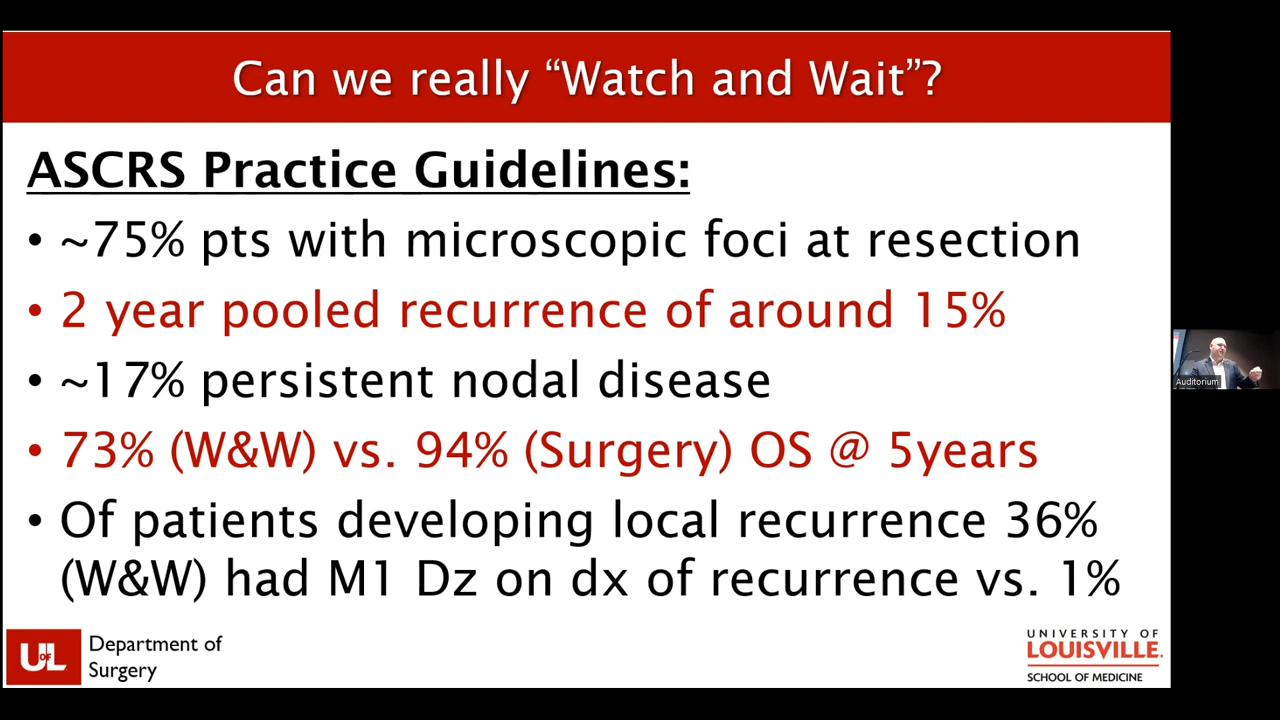 Can we really “Watch and Wait”?
ASCRS Practice Guidelines:
• ~75% pts with microscopic foci at resection
• 2 year pooled recurrence of around 15%
• ~17% persistent nodal disease
• 73% (W&W) vs. 94% (Surgery) OS @ 5years
• Of patients developing local recurrence 36%
(W&W) had M1 Dz on dx of recurrence vs. 1%
Auditorium
UofL
Department of
Surgery
UNIVERSITY OF
LOUISVILLE.
SCHOOL OF MEDICINE